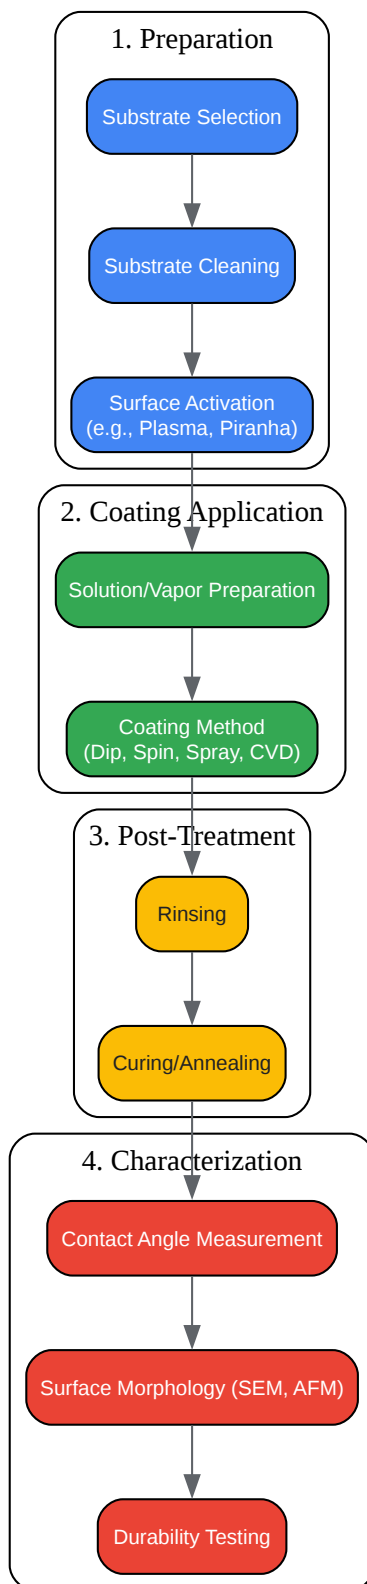 1. Preparation
Substrate Selection
Substrate Cleaning
Surface Activation
(e.g., Plasma, Piranha)
2. Coating Application
Solution/Vapor Preparation
Coating Method
(Dip, Spin, Spray, CVD)
3. Post-Treatment
Rinsing
Curing/Annealing
4. Characterization
Contact Angle Measurement
Surface Morphology (SEM, AFM)
Durability Testing